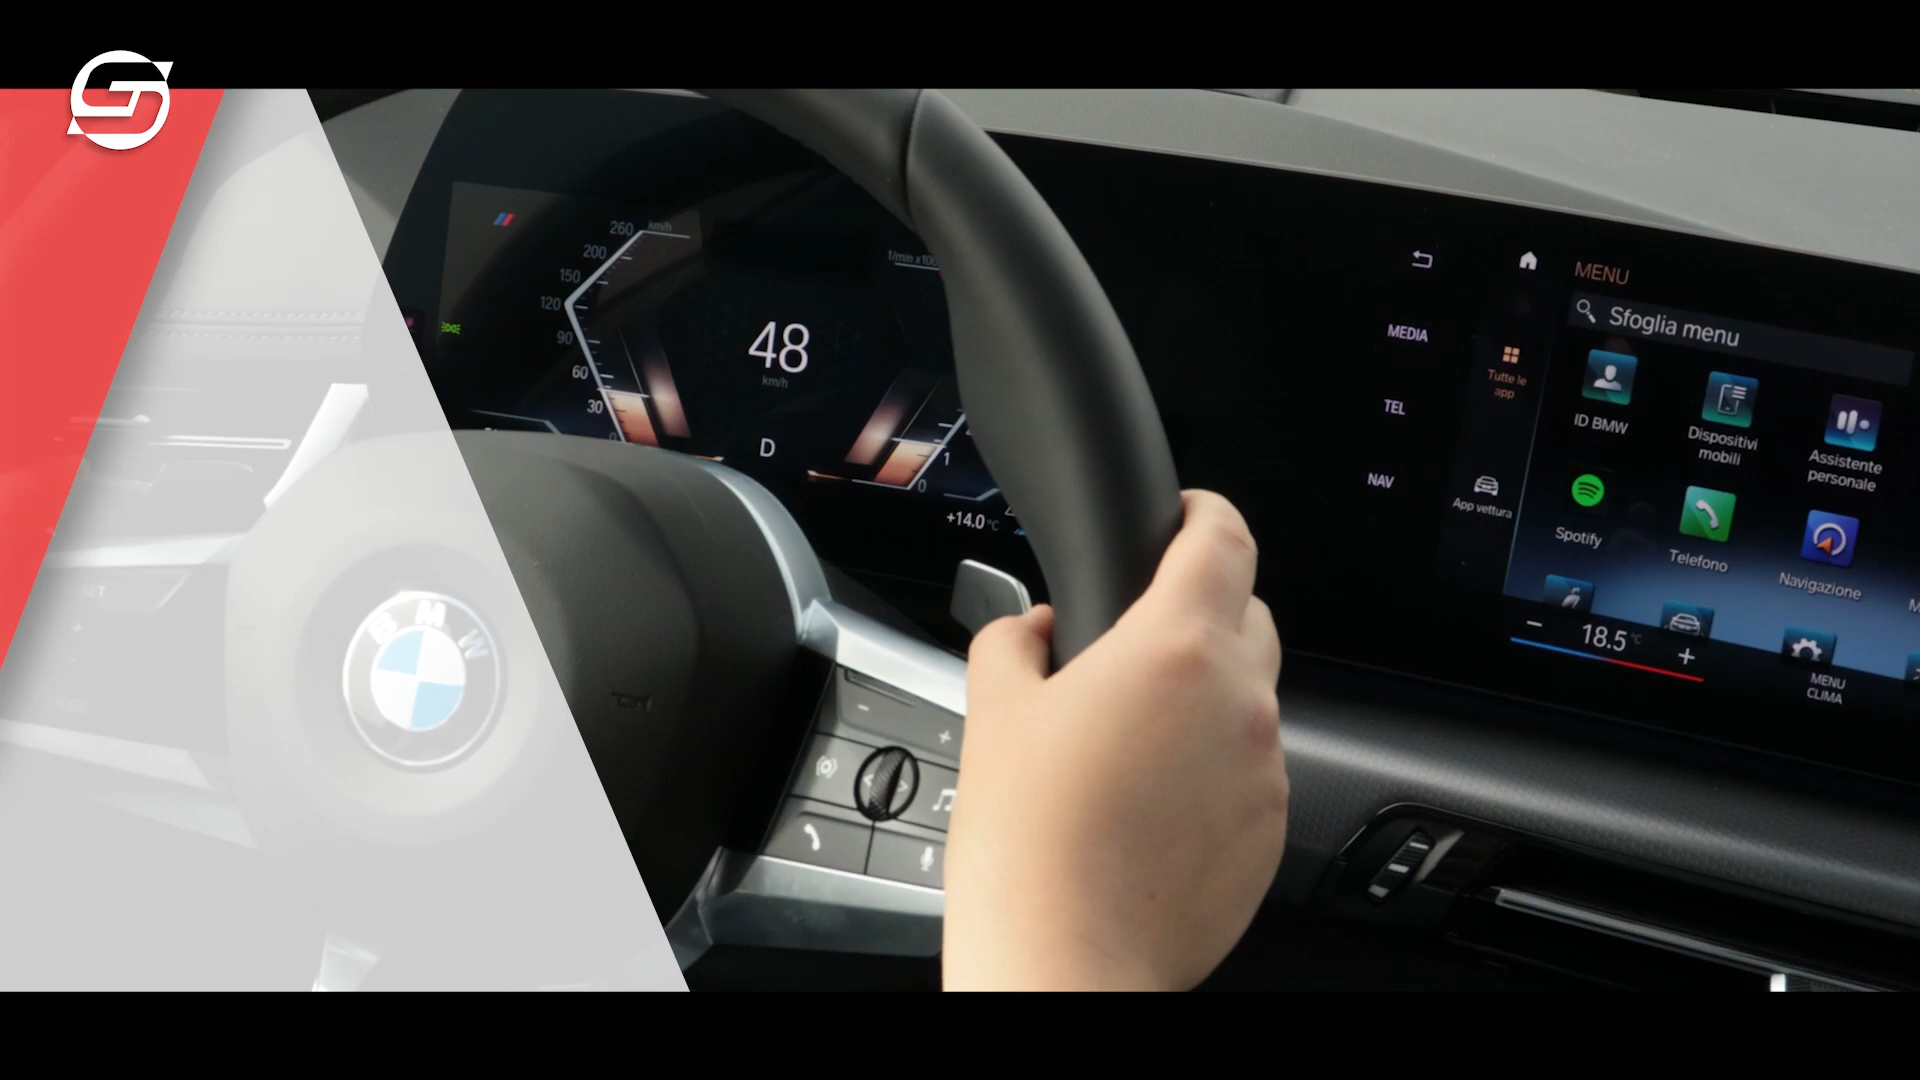 260 km/h
200
150
120
90
60
30
0
48
km/h
D
1/min x100
1
0
+14.0 °C
MEDIA
TEL
NAV
MENU
Sfoglia menu
Tutte le
app
App vettura
ID BMW
Dispositivi
mobili
Assistente
personale
Spotify
Telefono
Navigazione
− 18.5 °C +
MENU
CLIMA
BMW
SET
- +